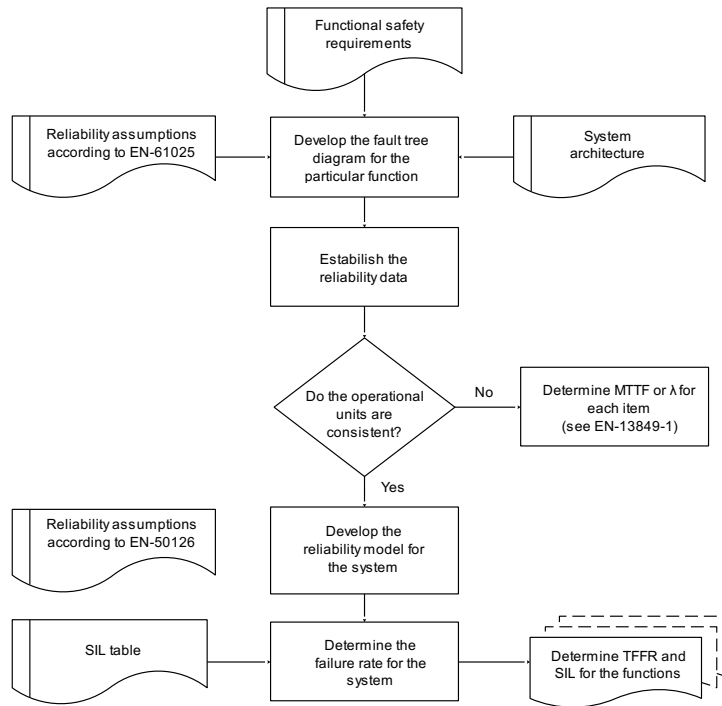 Functional safety
requirements
Reliability assumptions
according to EN-61025
Develop the fault tree
diagram for the
particular function
System
architecture
Estabilish the
reliability data
Do the operational
units are
consistent?
No
Determine MTTF or λ for
each item
(see EN-13849-1)
Yes
Reliability assumptions
according to EN-50126
Develop the
reliability model for
the system
SIL table
Determine the
failure rate for the
system
Determine TFFR and
SIL for the functions